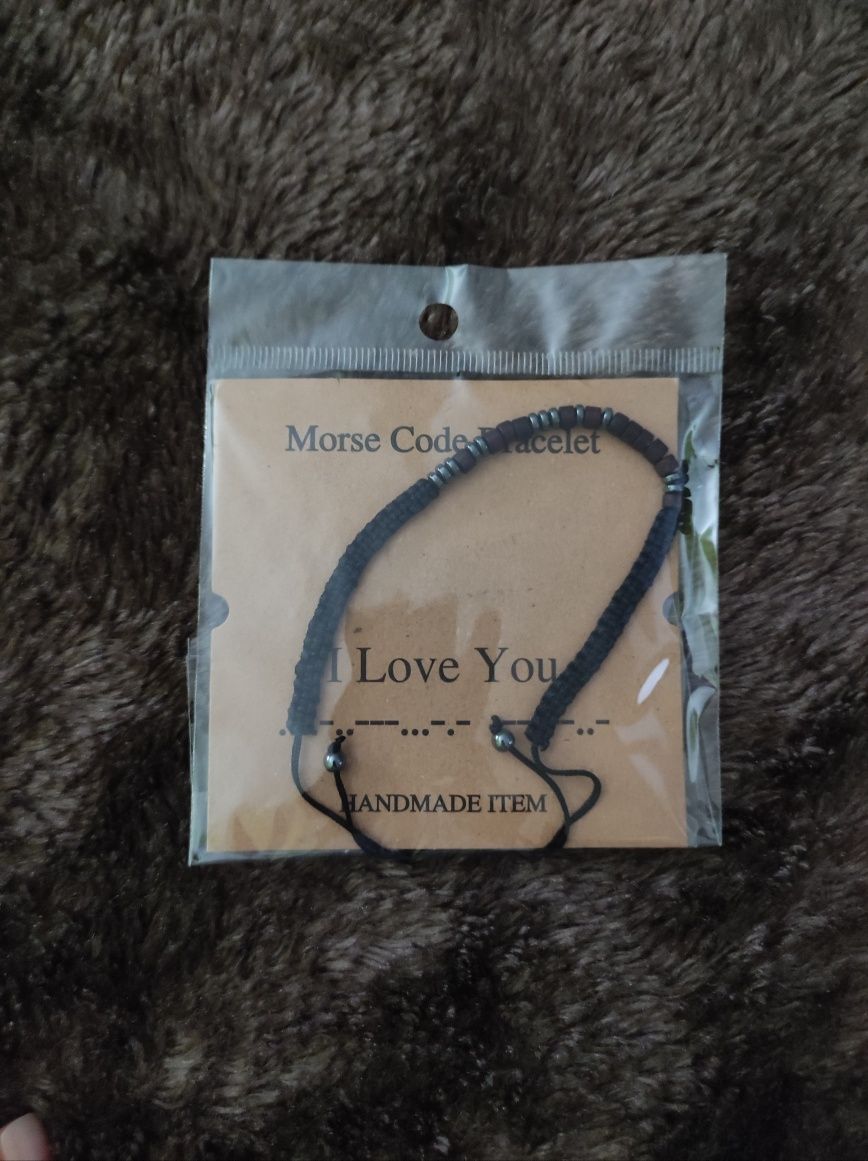 Morse Code Bracelet
I Love You
HANDMADE ITEM